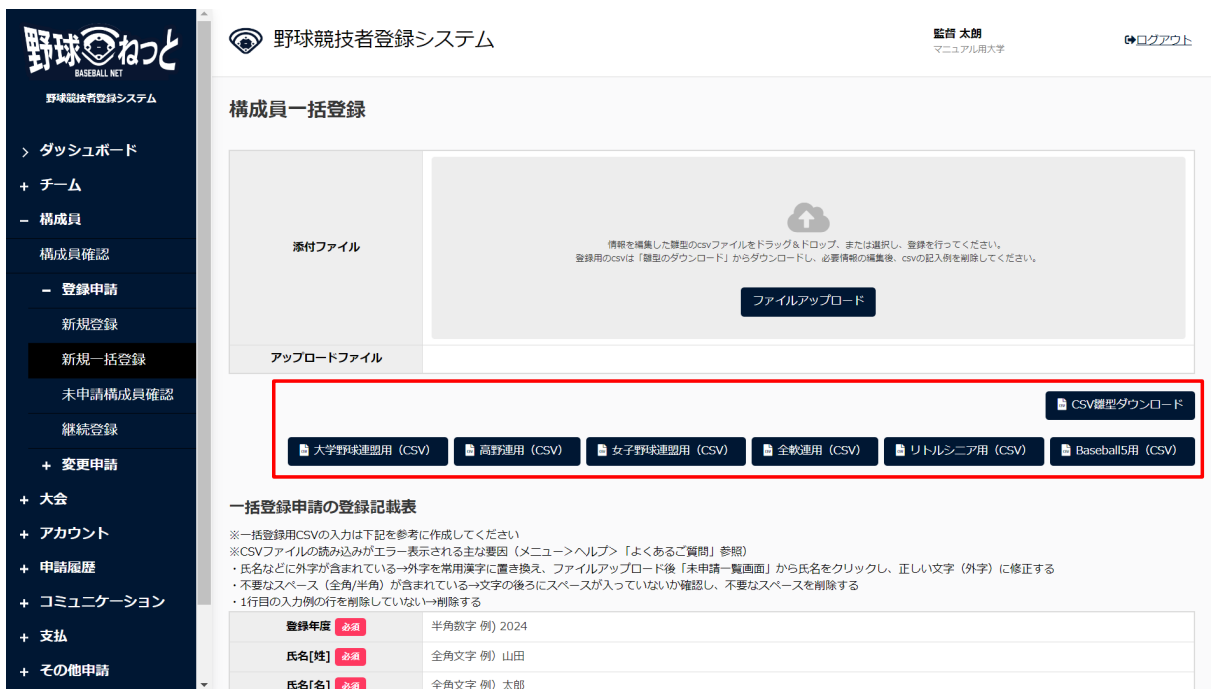 野球ねっと
BASEBALL NET
野球競技者登録システム
ダッシュボード
+ チーム
− 構成員
構成員確認
− 登録申請
新規登録
新規一括登録
未申請構成員確認
継続登録
+ 変更申請
+ 大会
+ アカウント
+ 申請履歴
+ コミュニケーション
+ 支払
+ その他申請
野球競技者登録システム
監督 太朗
マニュアル用大学
ログアウト
構成員一括登録
添付ファイル
情報を編集した雛型のcsvファイルをドラッグ＆ドロップ、または選択し、登録を行ってください。
登録用のcsvは「雛型のダウンロード」からダウンロードし、必要情報の編集後、csvの記入例を削除してください。
ファイルアップロード
アップロードファイル
CSV雛型ダウンロード
大学野球連盟用（CSV） 高野連用（CSV） 女子野球連盟用（CSV） 全軟連用（CSV） リトルシニア用（CSV） Baseball5用（CSV）
一括登録申請の登録記載表
※一括登録用CSVの入力は下記を参考に作成してください
※CSVファイルの読み込みがエラー表示される主な要因（メニュー＞ヘルプ＞「よくあるご質問」参照）
・氏名などに外字が含まれている→外字を常用漢字に置き換え、ファイルアップロード後「未申請一覧画面」から氏名をクリックし、正しい文字（外字）に修正する
・不要なスペース（全角/半角）が含まれている→文字の後ろにスペースが入っていないか確認し、不要なスペースを削除する
・1行目の入力例の行を削除していない→削除する
登録年度 必須 半角数字 例) 2024
氏名[姓] 必須 全角文字 例）山田
氏名[名] 必須 全角文字 例）太郎